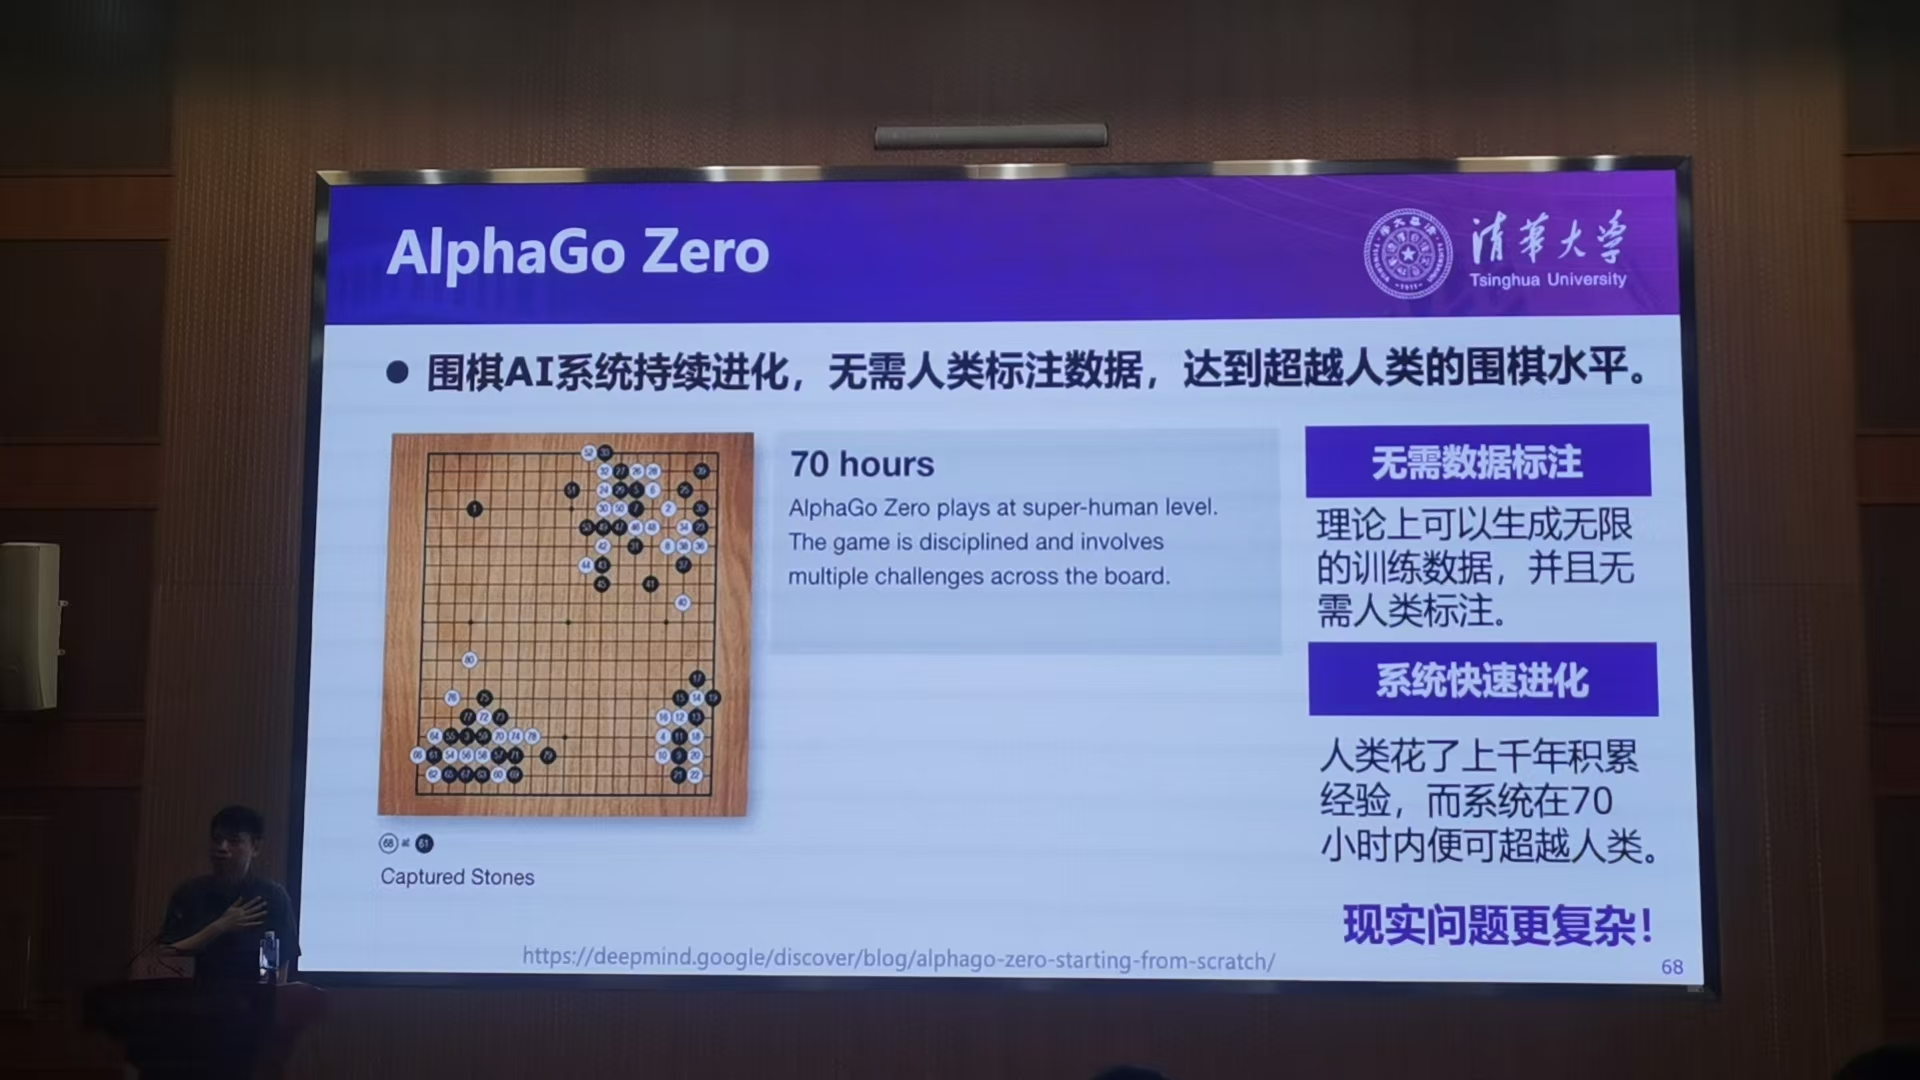 AlphaGo Zero
清華大学
Tsinghua University
● 围棋AI系统持续进化，无需人类标注数据，达到超越人类的围棋水平。
70 hours
AlphaGo Zero plays at super-human level.
The game is disciplined and involves
multiple challenges across the board.
无需数据标注
理论上可以生成无限
的训练数据，并且无
需人类标注。
系统快速进化
人类花了上千年积累
经验，而系统在70
小时内便可超越人类。
现实问题更复杂！
68 at 61
Captured Stones
https://deepmind.google/discover/blog/alphago-zero-starting-from-scratch/
68